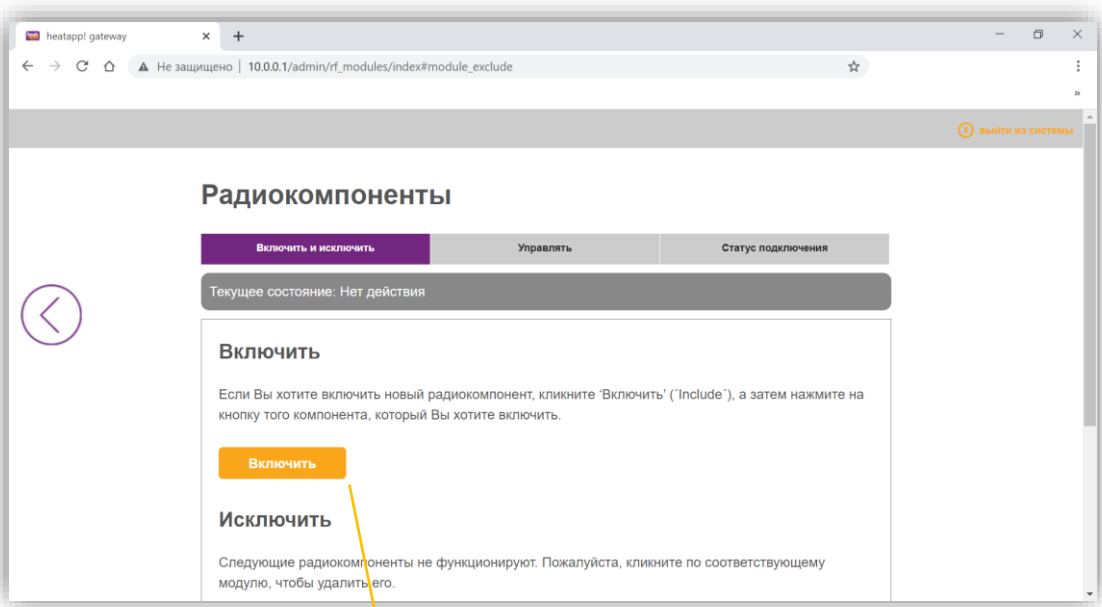 heatapp! gateway
Не защищено | 10.0.0.1/admin/rf_modules/index#module_exclude
выйти из системы
Радиокомпоненты
Включить и исключить
Управлять
Статус подключения
Текущее состояние: Нет действия
Включить
Если Вы хотите включить новый радиокомпонент, кликните ‘Включить’ (´Include´), а затем нажмите на
кнопку того компонента, который Вы хотите включить.
Включить
Исключить
Следующие радиокомпоненты не функционируют. Пожалуйста, кликните по соответствующему
модулю, чтобы удалить его.